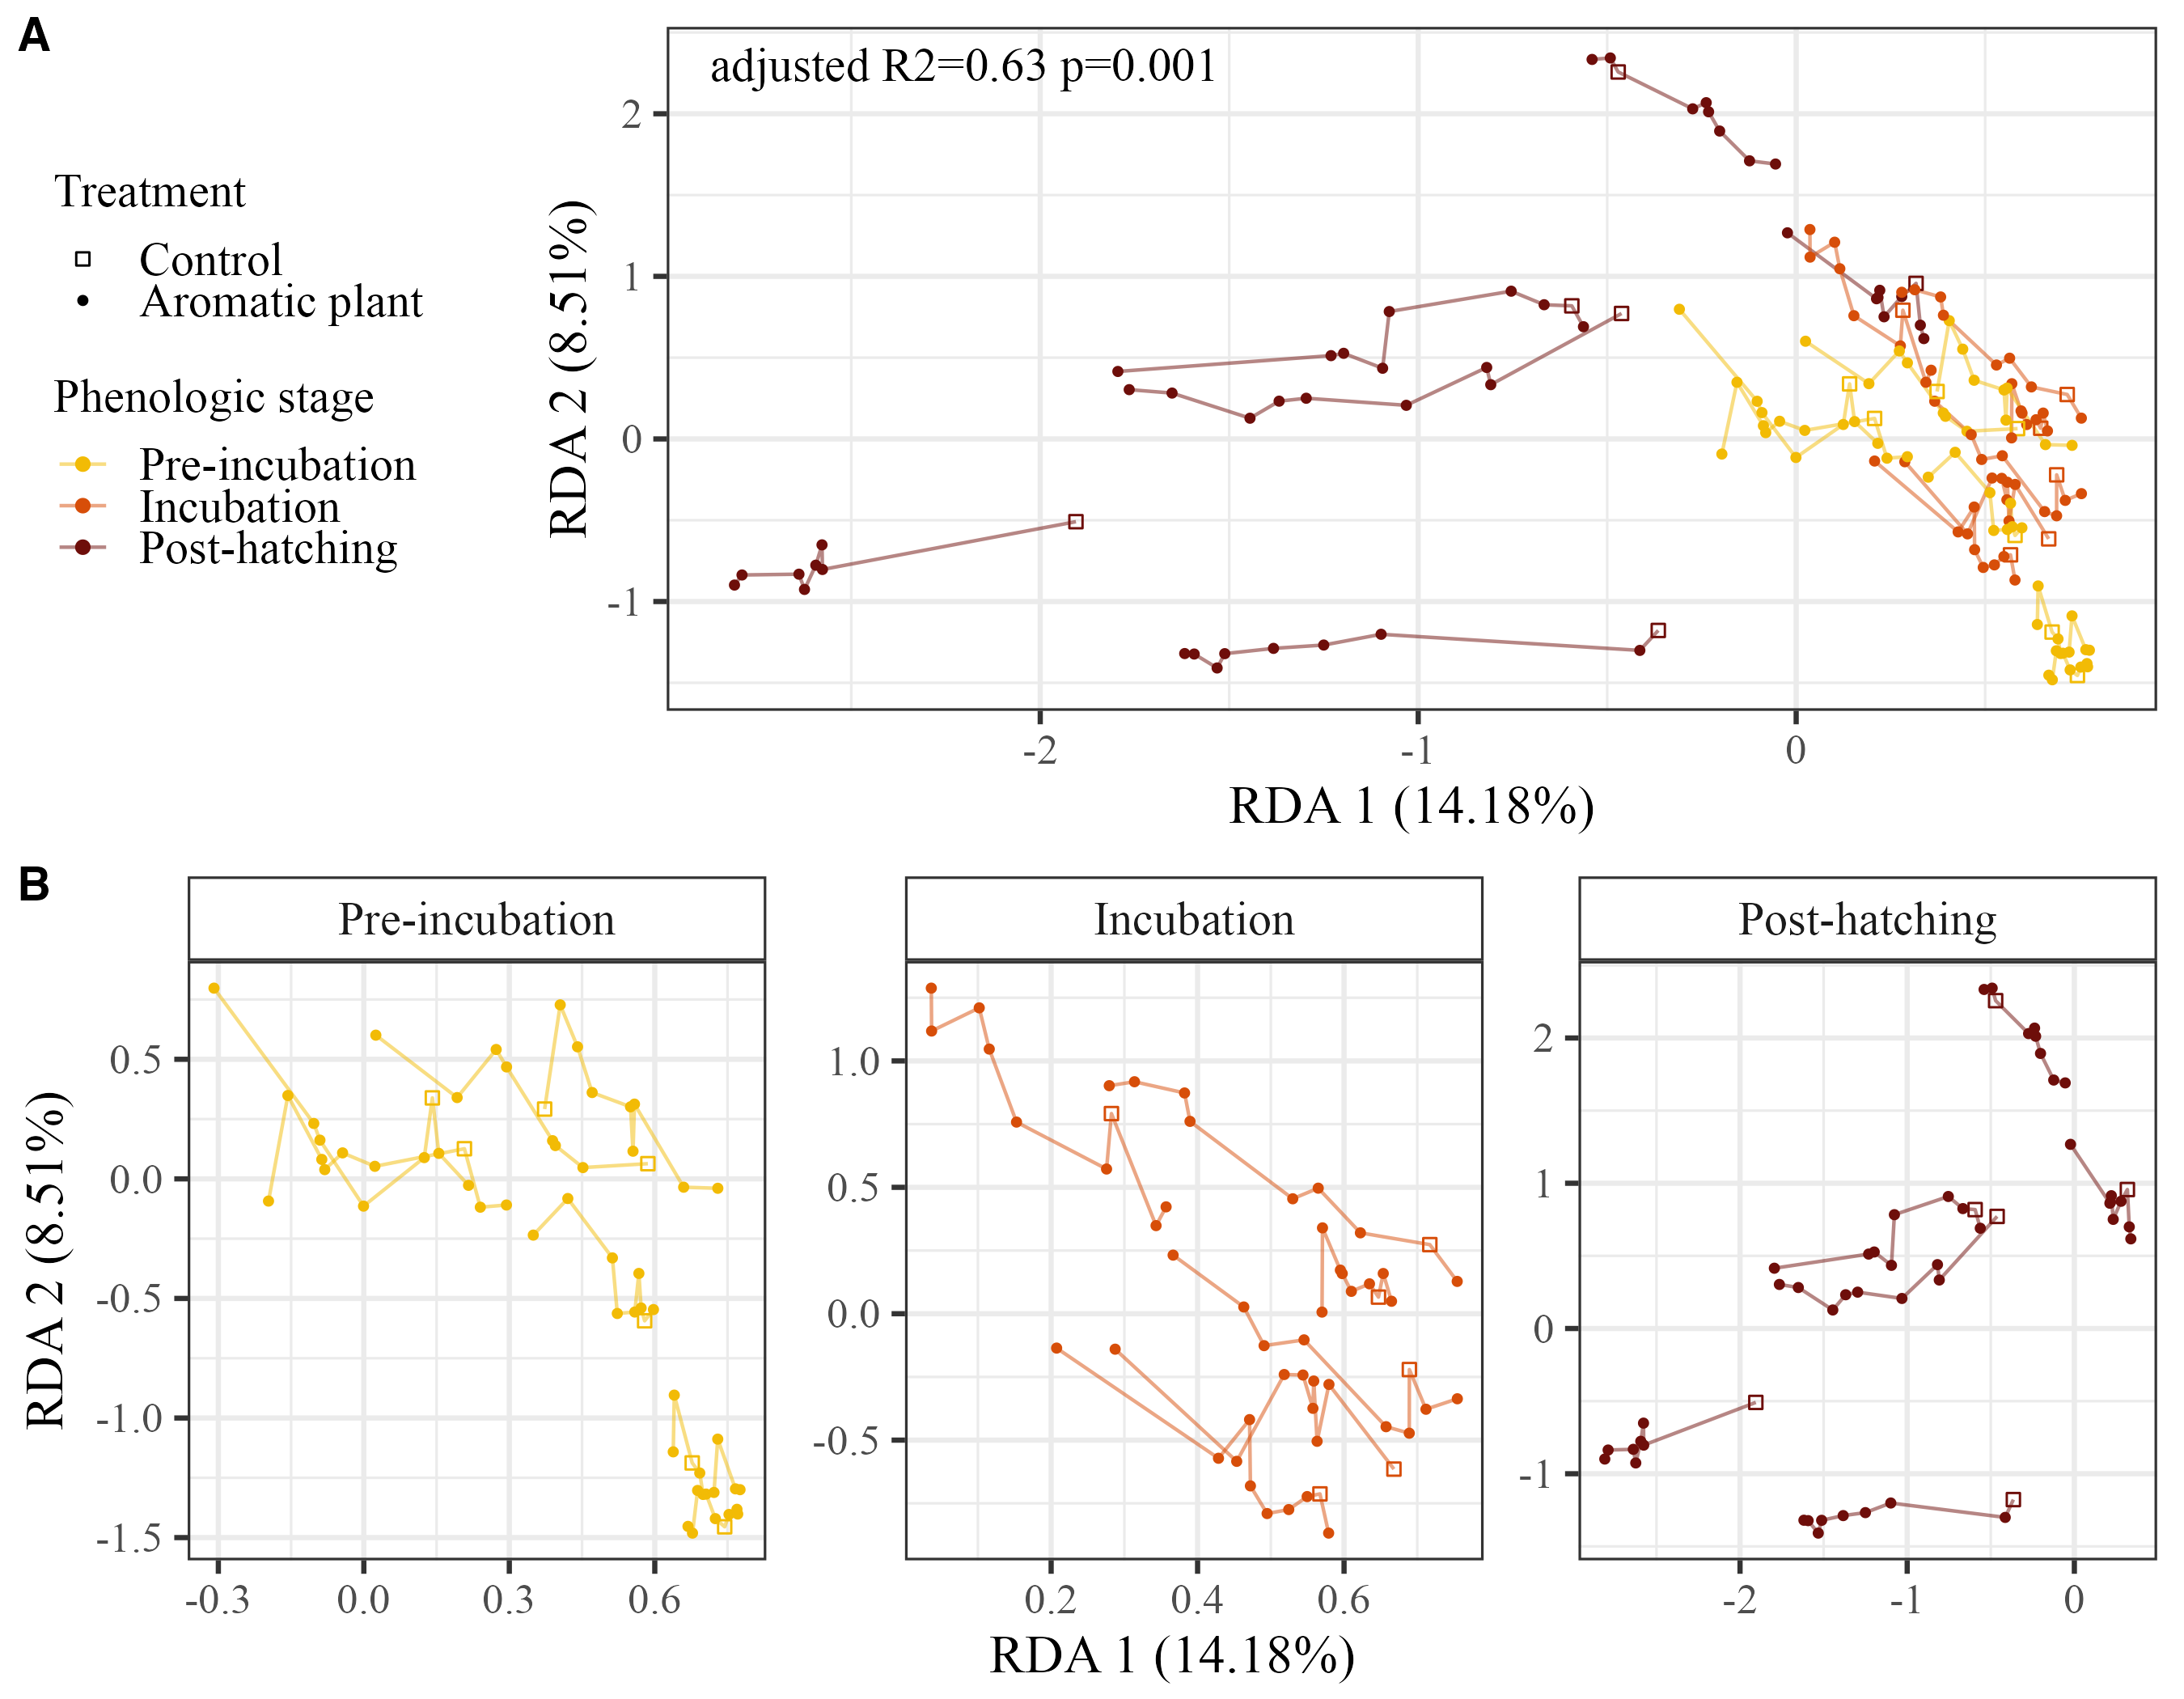 A
adjusted R2=0.63 p=0.001
Treatment
Control
Aromatic plant
Phenologic stage
Pre-incubation
Incubation
Post-hatching
RDA 2 (8.51%)
2
1
0
-1
-2
-1
0
RDA 1 (14.18%)
B
Pre-incubation
Incubation
Post-hatching
RDA 2 (8.51%)
0.5
0.0
-0.5
-1.0
-1.5
-0.3
0.0
0.3
0.6
1.0
0.5
0.0
-0.5
0.2
0.4
0.6
2
1
0
-1
-2
-1
0
RDA 1 (14.18%)